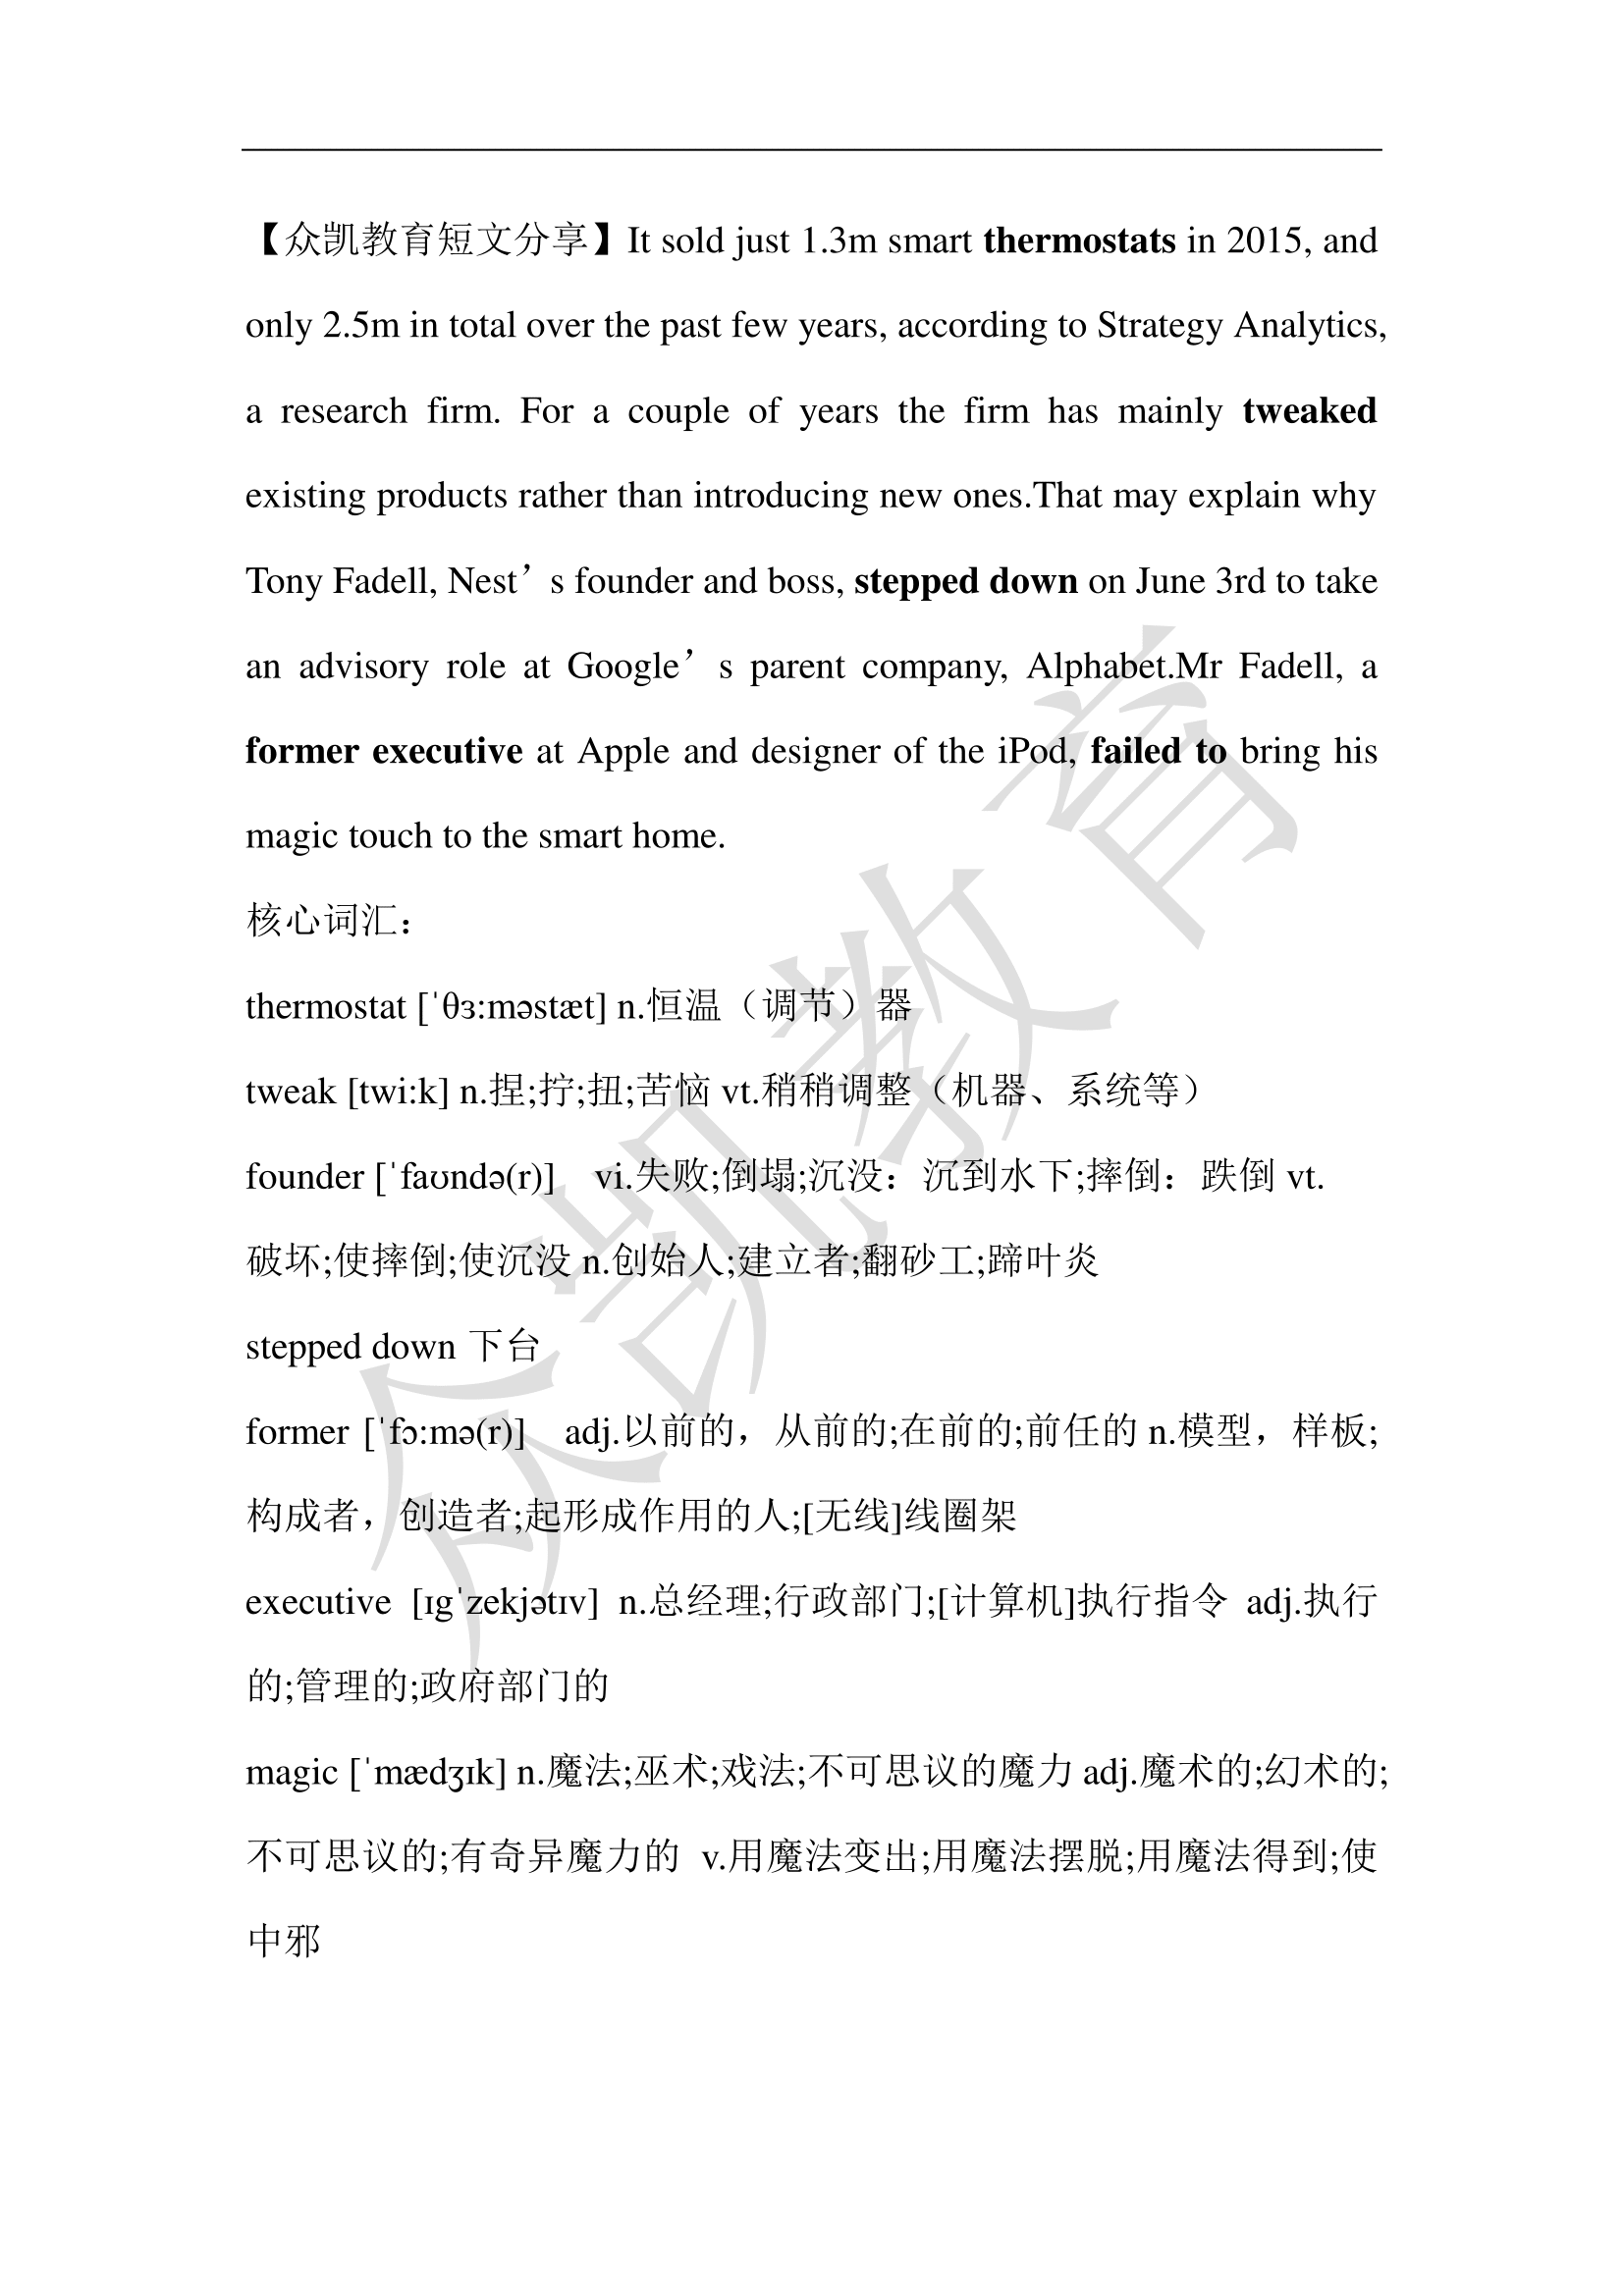 【众凯教育短文分享】It sold just 1.3m smart thermostats in 2015, and
only 2.5m in total over the past few years, according to Strategy Analytics,
a research firm. For a couple of years the firm has mainly tweaked
existing products rather than introducing new ones.That may explain why
Tony Fadell, Nest’s founder and boss, stepped down on June 3rd to take
an advisory role at Google’s parent company, Alphabet.Mr Fadell, a
former executive at Apple and designer of the iPod, failed to bring his
magic touch to the smart home.
核心词汇：
thermostat [ˈθɜ:məstæt] n.恒温（调节）器
tweak [twi:k] n.捏;拧;扭;苦恼 vt.稍稍调整（机器、系统等）
founder [ˈfaʊndə(r)] vi.失败;倒塌;沉没：沉到水下;摔倒：跌倒 vt.
破坏;使摔倒;使沉没 n.创始人;建立者;翻砂工;蹄叶炎
stepped down 下台
former [ˈfɔ:mə(r)] adj.以前的，从前的;在前的;前任的 n.模型，样板;
构成者，创造者;起形成作用的人;[无线]线圈架
executive [ɪgˈzekjətɪv] n.总经理;行政部门;[计算机]执行指令 adj.执行
的;管理的;政府部门的
magic [ˈmædʒɪk] n.魔法;巫术;戏法;不可思议的魔力 adj.魔术的;幻术的;
不可思议的;有奇异魔力的 v.用魔法变出;用魔法摆脱;用魔法得到;使
中邪
众凯教育